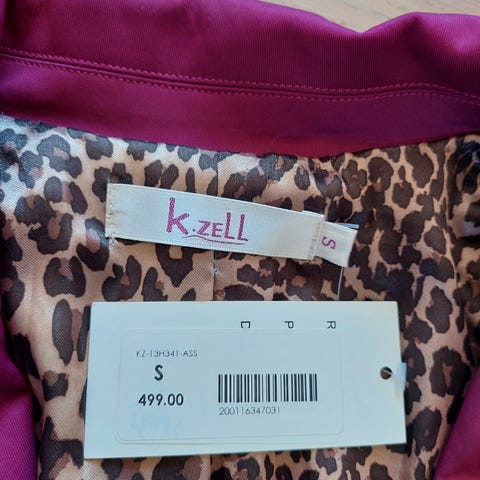 K.ZELL
S
R
P
D
KZ-13H341-ASS
S
499.00
200116347031